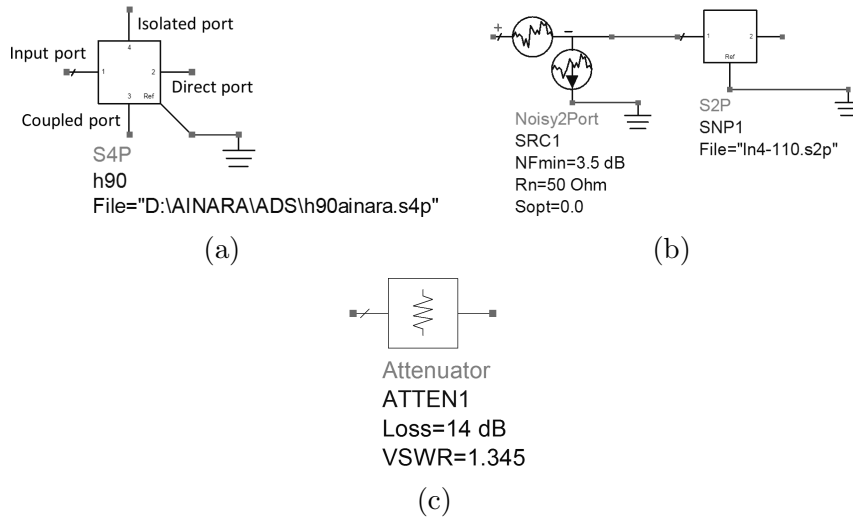 Isolated port
4
Input port
1
2
Direct port
3
Ref
Coupled port
S4P
h90
File="D:\AINARA\ADS\h90ainara.s4p"
(a)
+
–
1
2
Ref
Noisy2Port
SRC1
NFmin=3.5 dB
Rn=50 Ohm
Sopt=0.0
S2P
SNP1
File="ln4-110.s2p"
(b)
Attenuator
ATTEN1
Loss=14 dB
VSWR=1.345
(c)